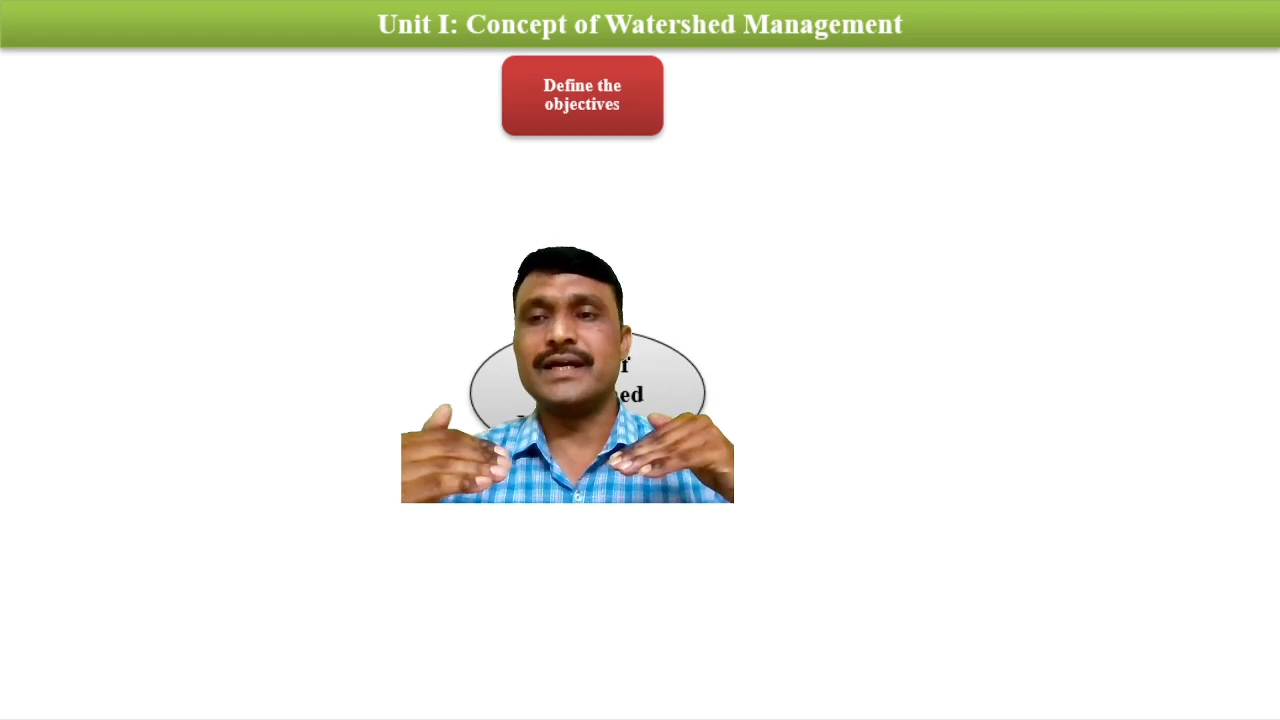 Unit I: Concept of Watershed Management
Define the
objectives